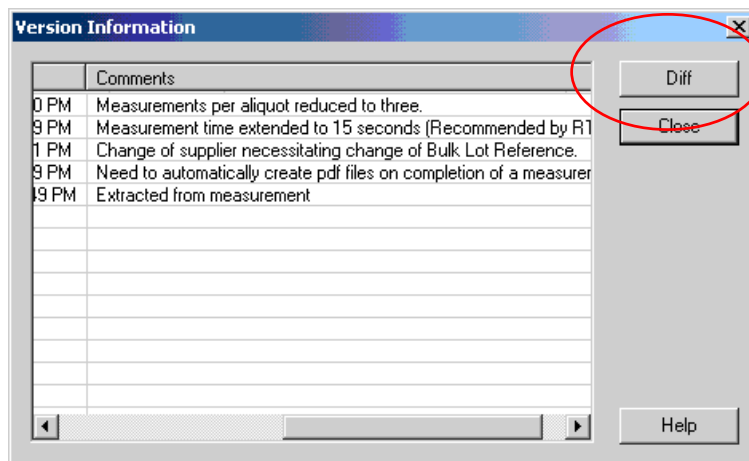 Version Information
Comments
Diff
0 PM Measurements per aliquot reduced to three.
9 PM Measurement time extended to 15 seconds (Recommended by
Close
1 PM Change of supplier necessitating change of Bulk Lot Reference.
9 PM Need to automatically create pdf files on completion of a measurer
49 PM Extracted from measurement
Help